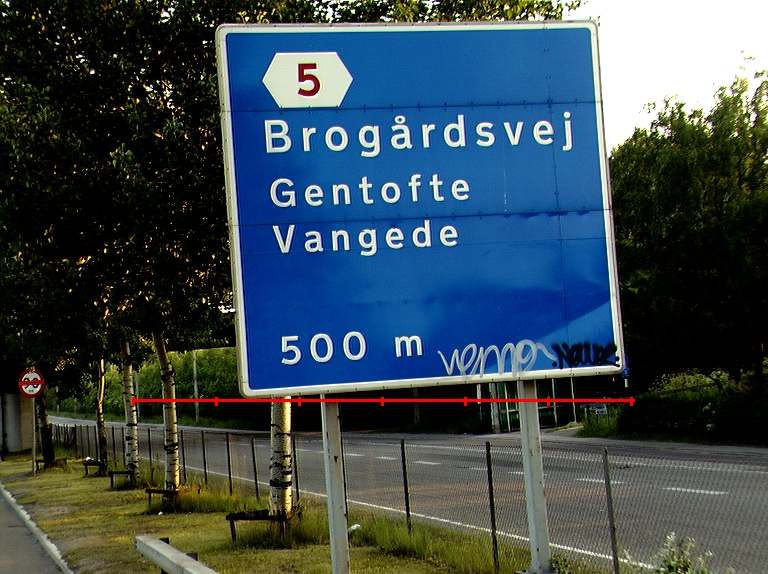 5
Brogårdsvej
Gentofte
Vangede
500 m